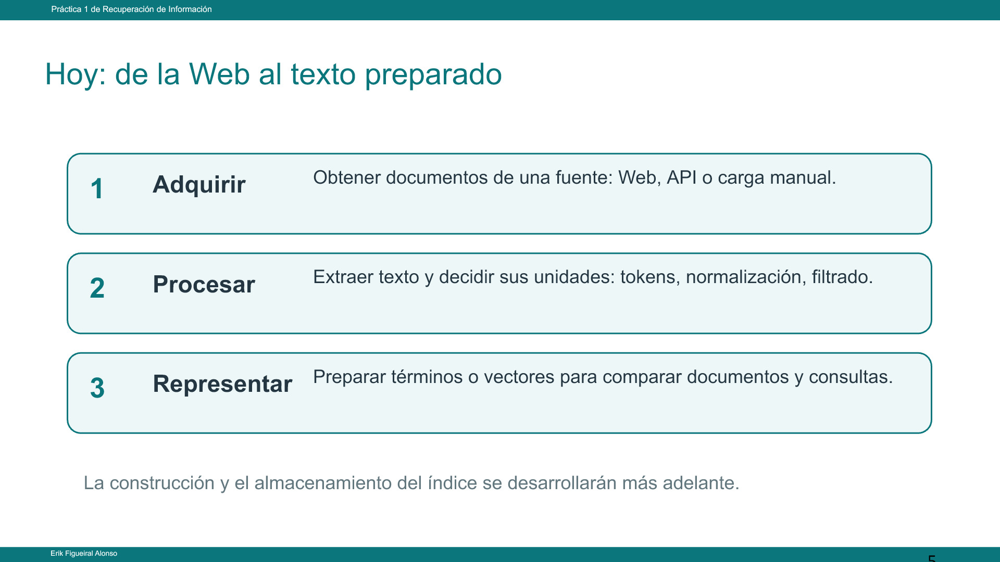 Práctica 1 de Recuperación de Información
Hoy: de la Web al texto preparado
1
Adquirir
Obtener documentos de una fuente: Web, API o carga manual.
2
Procesar
Extraer texto y decidir sus unidades: tokens, normalización, filtrado.
3
Representar
Preparar términos o vectores para comparar documentos y consultas.
La construcción y el almacenamiento del índice se desarrollarán más adelante.
Erik Figueiral Alonso
5